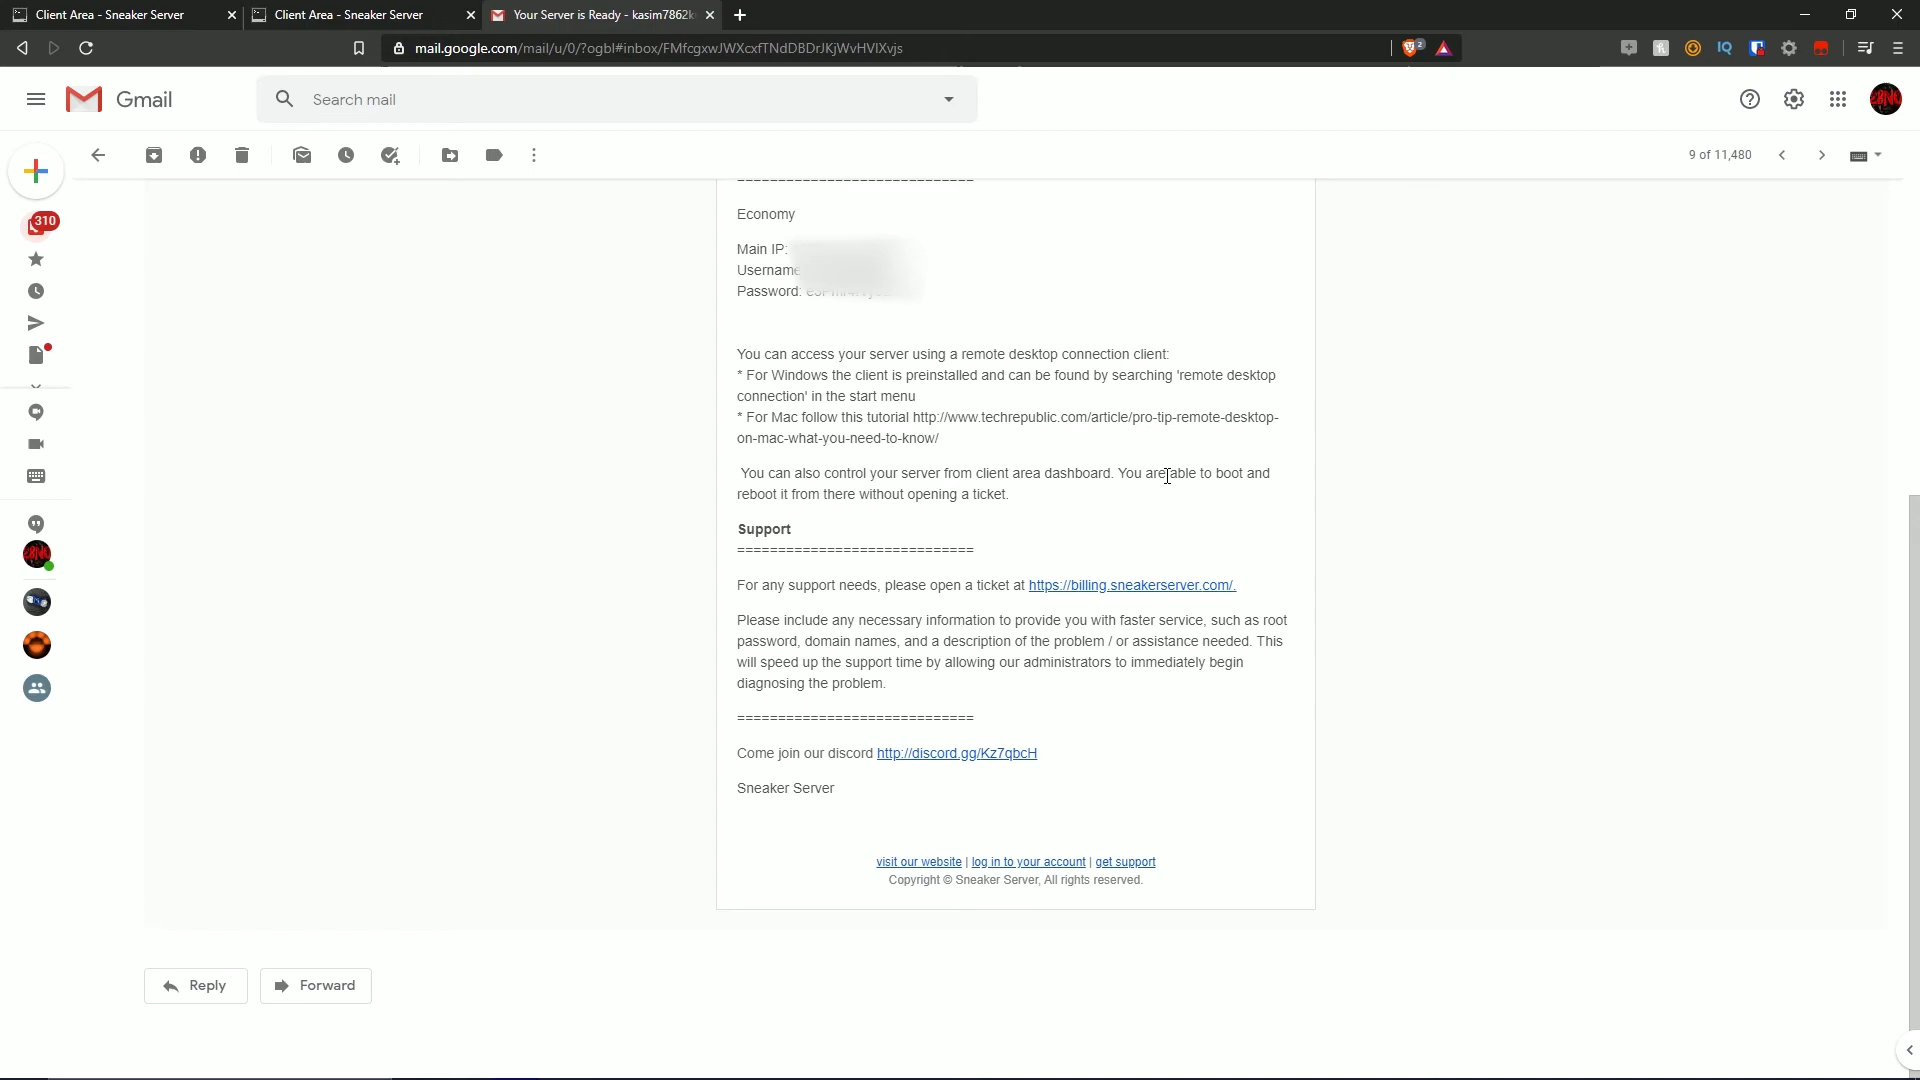 Client Area - Sneaker Server
Client Area - Sneaker Server
Your Server is Ready - kasim7862k
mail.google.com/mail/u/0/?ogbl#inbox/FMfcgxwJWXcxfTNdDBDrJKjWvHVlXvjs
2
IQ
Gmail
Search mail
9 of 11,480
310
==============================
Economy
Main IP:
Username
Password:
You can access your server using a remote desktop connection client:
* For Windows the client is preinstalled and can be found by searching 'remote desktop
connection' in the start menu
* For Mac follow this tutorial http://www.techrepublic.com/article/pro-tip-remote-desktop-
on-mac-what-you-need-to-know/
You can also control your server from client area dashboard. You are able to boot and
reboot it from there without opening a ticket.
Support
==============================
For any support needs, please open a ticket at https://billing.sneakerserver.com/.
Please include any necessary information to provide you with faster service, such as root
password, domain names, and a description of the problem / or assistance needed. This
will speed up the support time by allowing our administrators to immediately begin
diagnosing the problem.
==============================
Come join our discord http://discord.gg/Kz7qbcH
Sneaker Server
visit our website | log in to your account | get support
Copyright © Sneaker Server, All rights reserved.
Reply
Forward